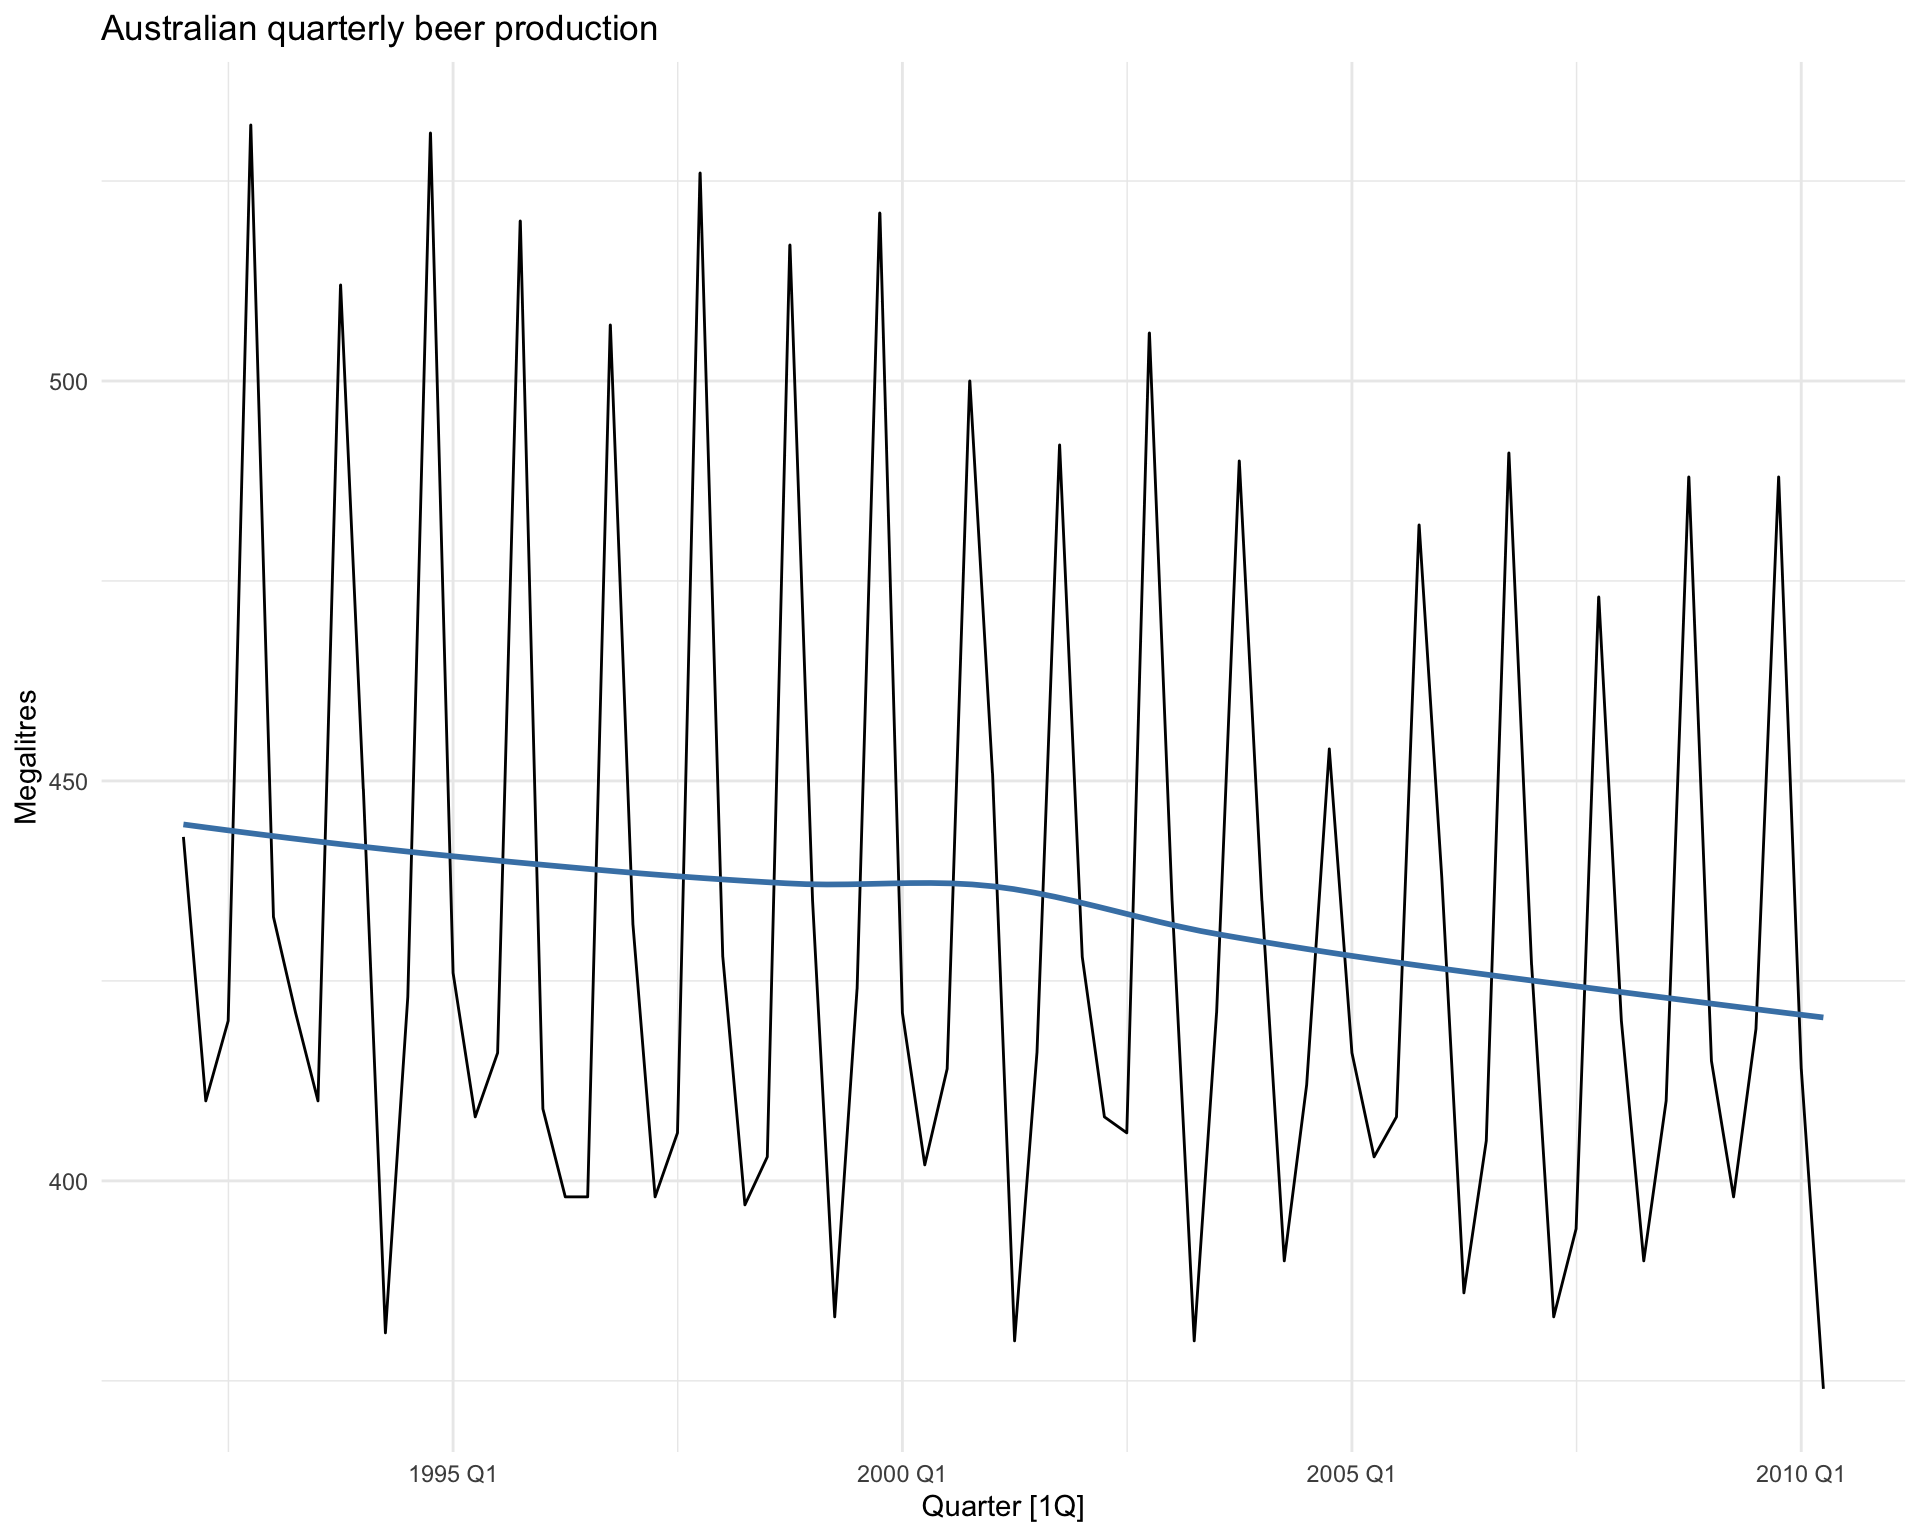 Australian quarterly beer production
Megalitres
500
450
400
1995 Q1
2000 Q1
2005 Q1
2010 Q1
Quarter [1Q]